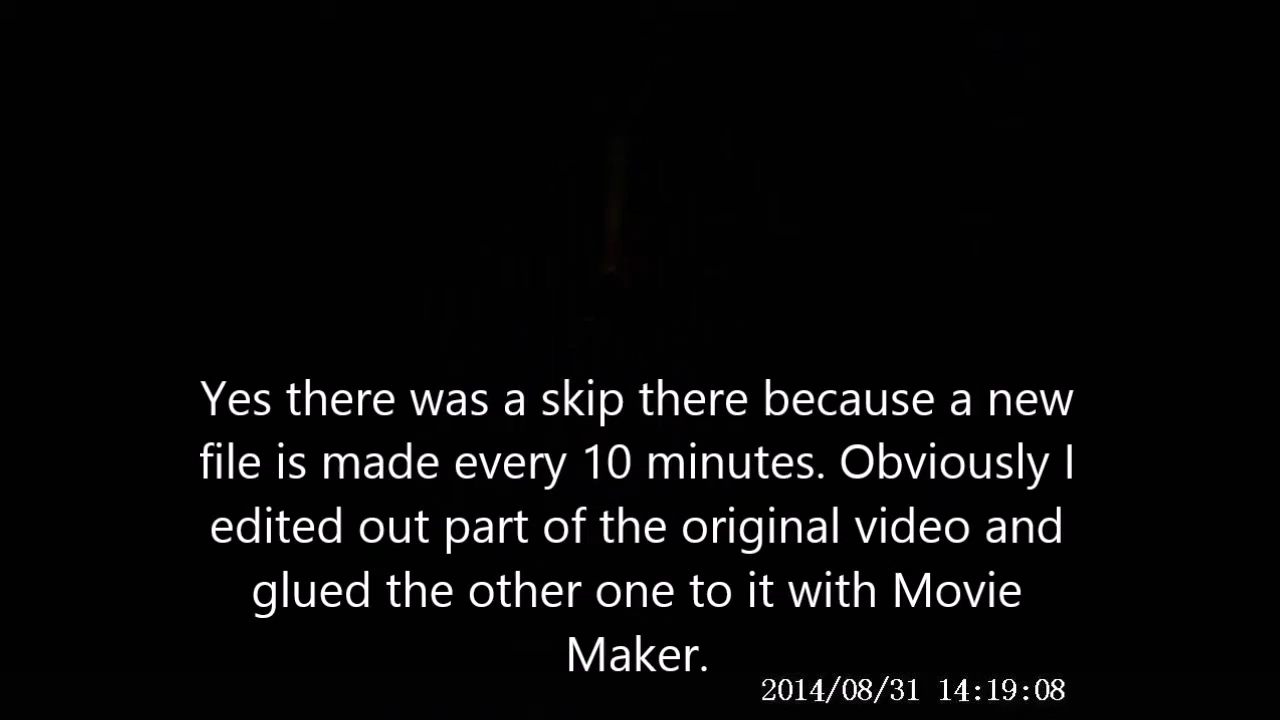 Yes there was a skip there because a new
file is made every 10 minutes. Obviously I
edited out part of the original video and
glued the other one to it with Movie
Maker.
2014/08/31 14:19:08